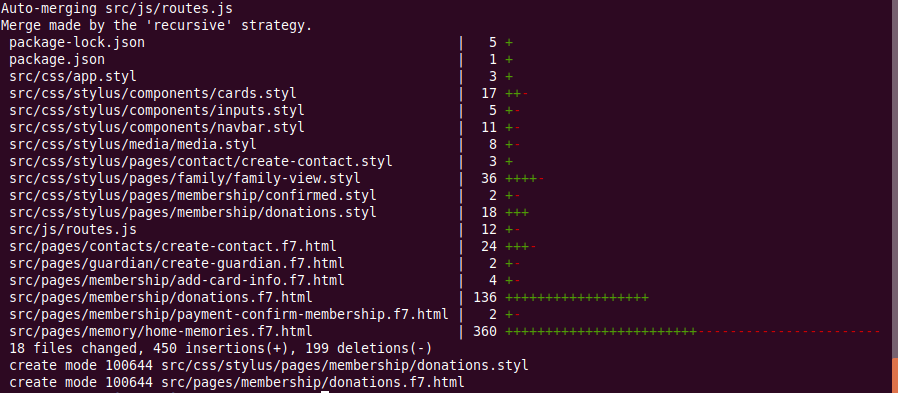 Auto-merging src/js/routes.js
Merge made by the 'recursive' strategy.
package-lock.json | 5 +
package.json | 1 +
src/css/app.styl | 3 +
src/css/stylus/components/cards.styl | 17 ++-
src/css/stylus/components/inputs.styl | 5 +-
src/css/stylus/components/navbar.styl | 11 +-
src/css/stylus/media/media.styl | 8 +-
src/css/stylus/pages/contact/create-contact.styl | 3 +
src/css/stylus/pages/family/family-view.styl | 36 ++++-
src/css/stylus/pages/membership/confirmed.styl | 2 +-
src/css/stylus/pages/membership/donations.styl | 18 +++
src/js/routes.js | 12 +-
src/pages/contacts/create-contact.f7.html | 24 +++-
src/pages/guardian/create-guardian.f7.html | 2 +-
src/pages/membership/add-card-info.f7.html | 4 +-
src/pages/membership/donations.f7.html | 136 ++++++++++++++++++
src/pages/membership/payment-confirm-membership.f7.html | 2 +-
src/pages/memory/home-memories.f7.html | 360 ++++++++++++++++++++++++-----------------------
18 files changed, 450 insertions(+), 199 deletions(-)
create mode 100644 src/css/stylus/pages/membership/donations.styl
create mode 100644 src/pages/membership/donations.f7.html